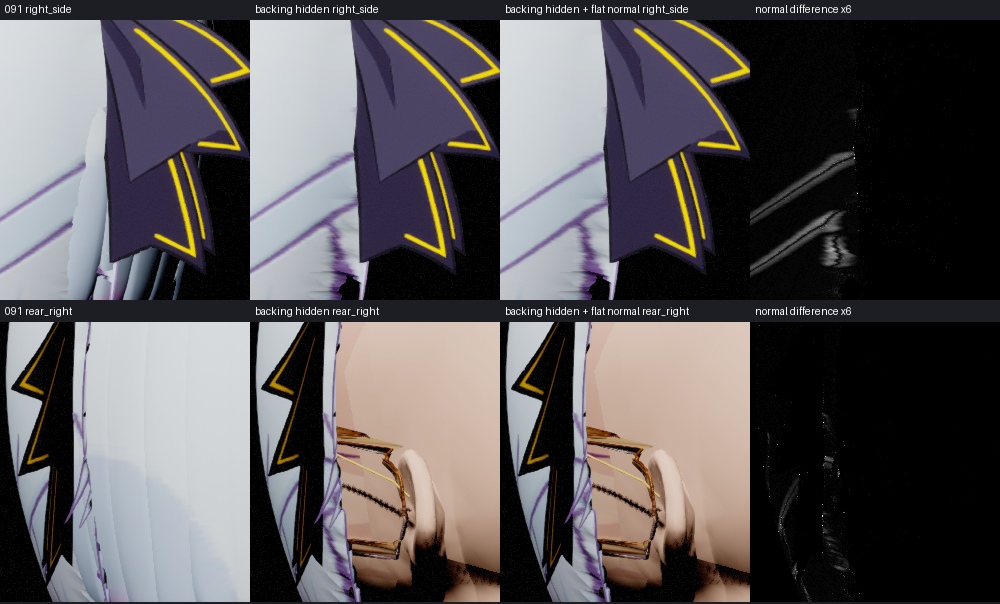 091 right_side
backing hidden right_side
backing hidden + flat normal right_side
normal difference x6
091 rear_right
backing hidden rear_right
backing hidden + flat normal rear_right
normal difference x6